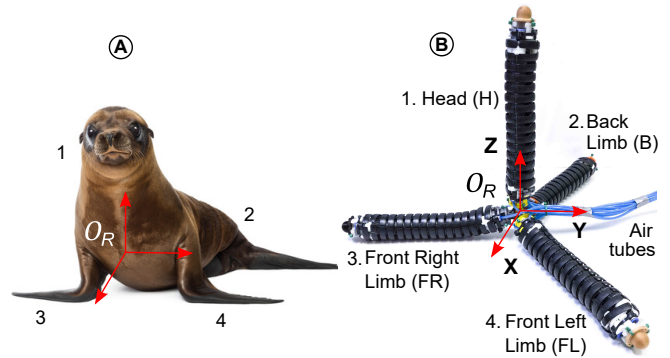 A
1
O_R
2
3
4
B
1. Head (H)
2. Back
Limb (B)
Z
O_R
Y
Air
tubes
X
3. Front Right
Limb (FR)
4. Front Left
Limb (FL)